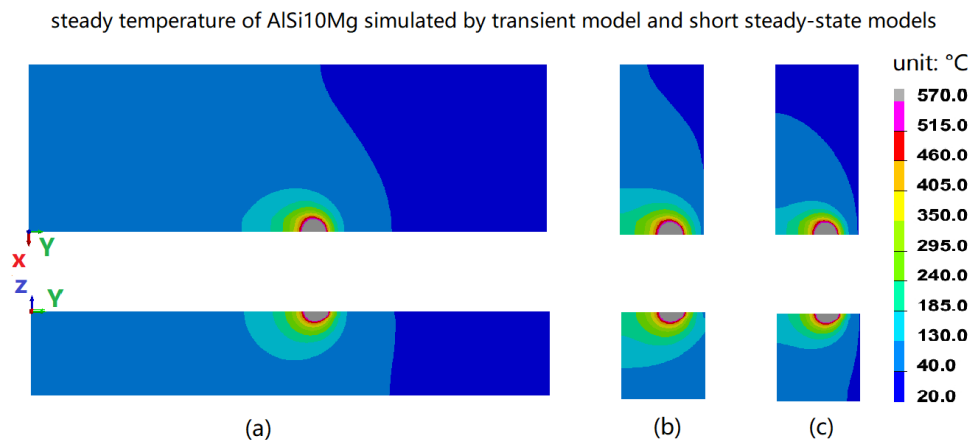 steady temperature of AlSi10Mg simulated by transient model and short steady-state models
unit: °C
570.0
515.0
460.0
405.0
350.0
295.0
240.0
185.0
130.0
40.0
20.0
Y
X
Z
Y
(a)
(b)
(c)